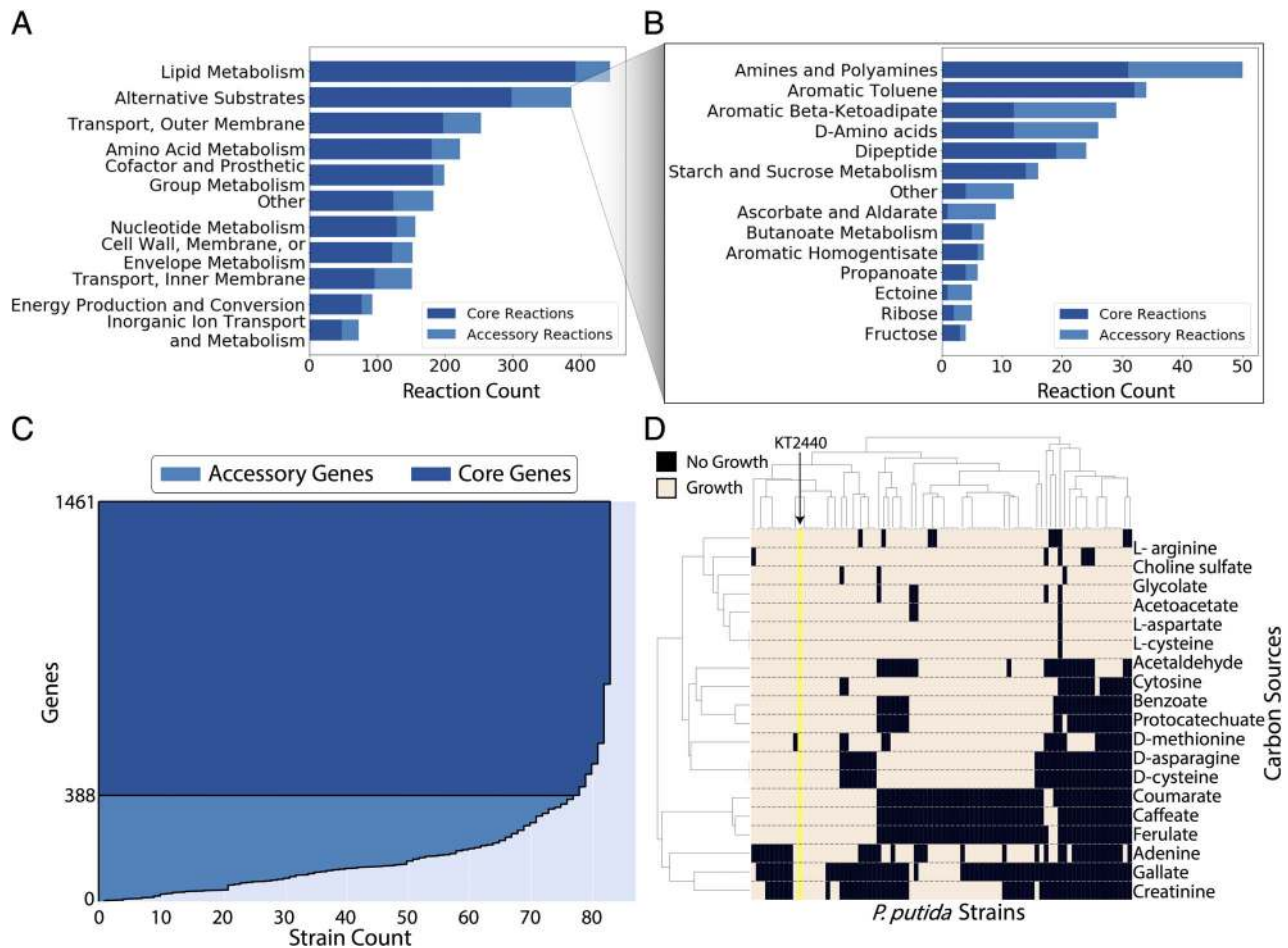 A
Lipid Metabolism
Alternative Substrates
Transport, Outer Membrane
Amino Acid Metabolism
Cofactor and Prosthetic
Group Metabolism
Other
Nucleotide Metabolism
Cell Wall, Membrane, or
Envelope Metabolism
Transport, Inner Membrane
Energy Production and Conversion
Inorganic Ion Transport
and Metabolism
Core Reactions
Accessory Reactions
0 100 200 300 400
Reaction Count
B
Amines and Polyamines
Aromatic Toluene
Aromatic Beta-Ketoadipate
D-Amino acids
Dipeptide
Starch and Sucrose Metabolism
Other
Ascorbate and Aldarate
Butanoate Metabolism
Aromatic Homogentisate
Propanoate
Ectoine
Ribose
Fructose
Core Reactions
Accessory Reactions
0 10 20 30 40 50
Reaction Count
C
Accessory Genes Core Genes
1461
388
0
Genes
0 10 20 30 40 50 60 70 80
Strain Count
D
No Growth
Growth
KT2440
L- arginine
Choline sulfate
Glycolate
Acetoacetate
L-aspartate
L-cysteine
Acetaldehyde
Cytosine
Benzoate
Protocatechuate
D-methionine
D-asparagine
D-cysteine
Coumarate
Caffeate
Ferulate
Adenine
Gallate
Creatinine
Carbon Sources
P. putida Strains